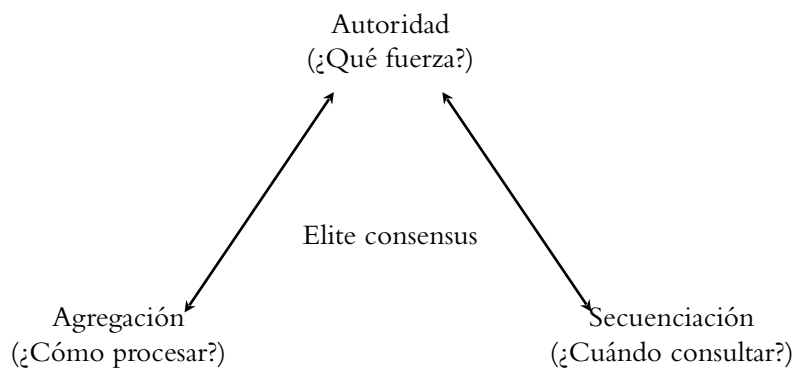 Autoridad
(¿Qué fuerza?)
Elite consensus
Agregación
(¿Cómo procesar?)
Secuenciación
(¿Cuándo consultar?)